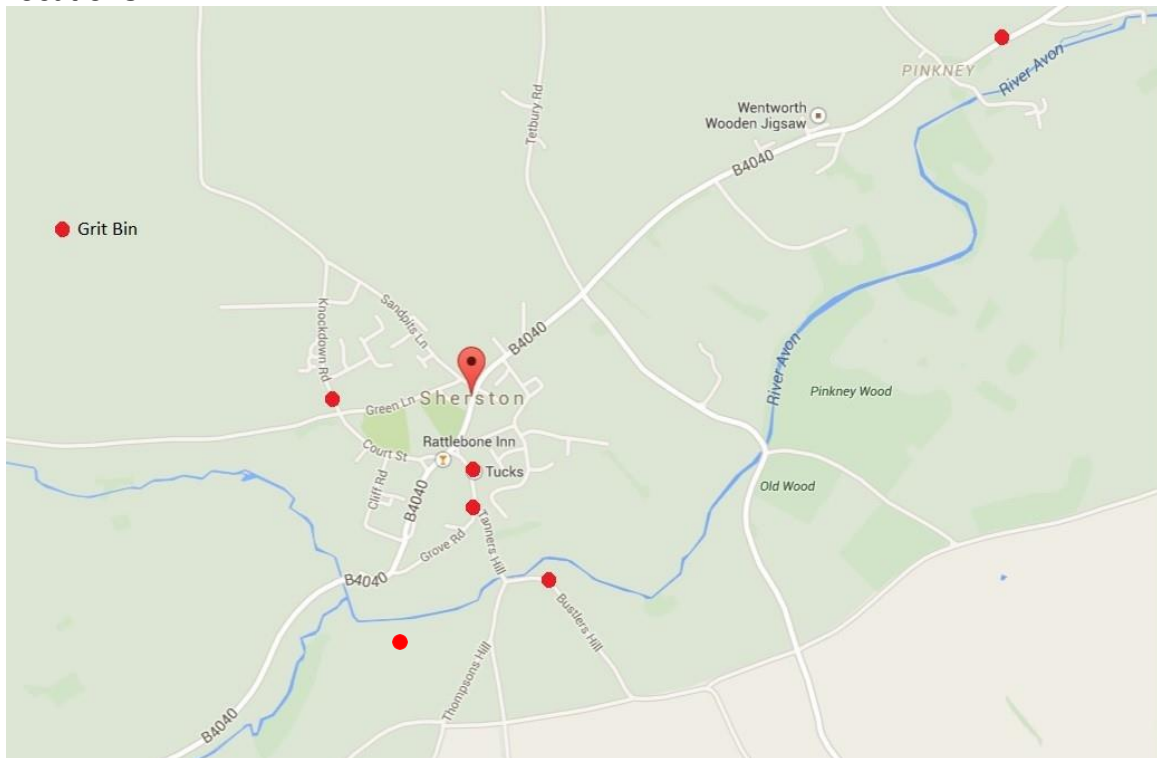 PINKNEY
River Avon
Wentworth
Wooden Jigsaw
Tetbury Rd
B4040
Grit Bin
Sandpits Ln
Knockdown Rd
B4040
River Avon
Pinkney Wood
Green Ln
Sherston
Rattlebone Inn
Court St
Tucks
Cliff Rd
Old Wood
B4040
Grove Rd
Tanners Hill
B4040
Bustlers Hill
Thompsons Hill
B4040